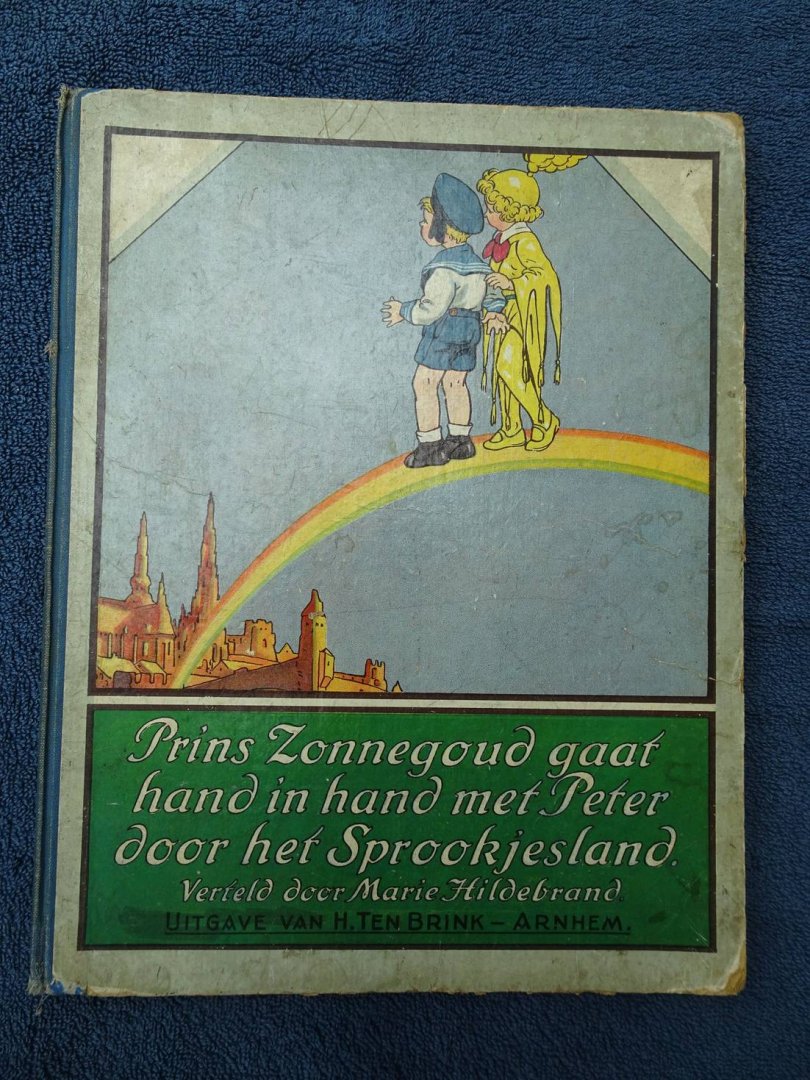 Prins Zonnegoud gaat
hand in hand met Peter
door het Sprookjesland.
Verteld door Marie Hildebrand.
UITGAVE VAN H. TEN BRINK – ARNHEM.